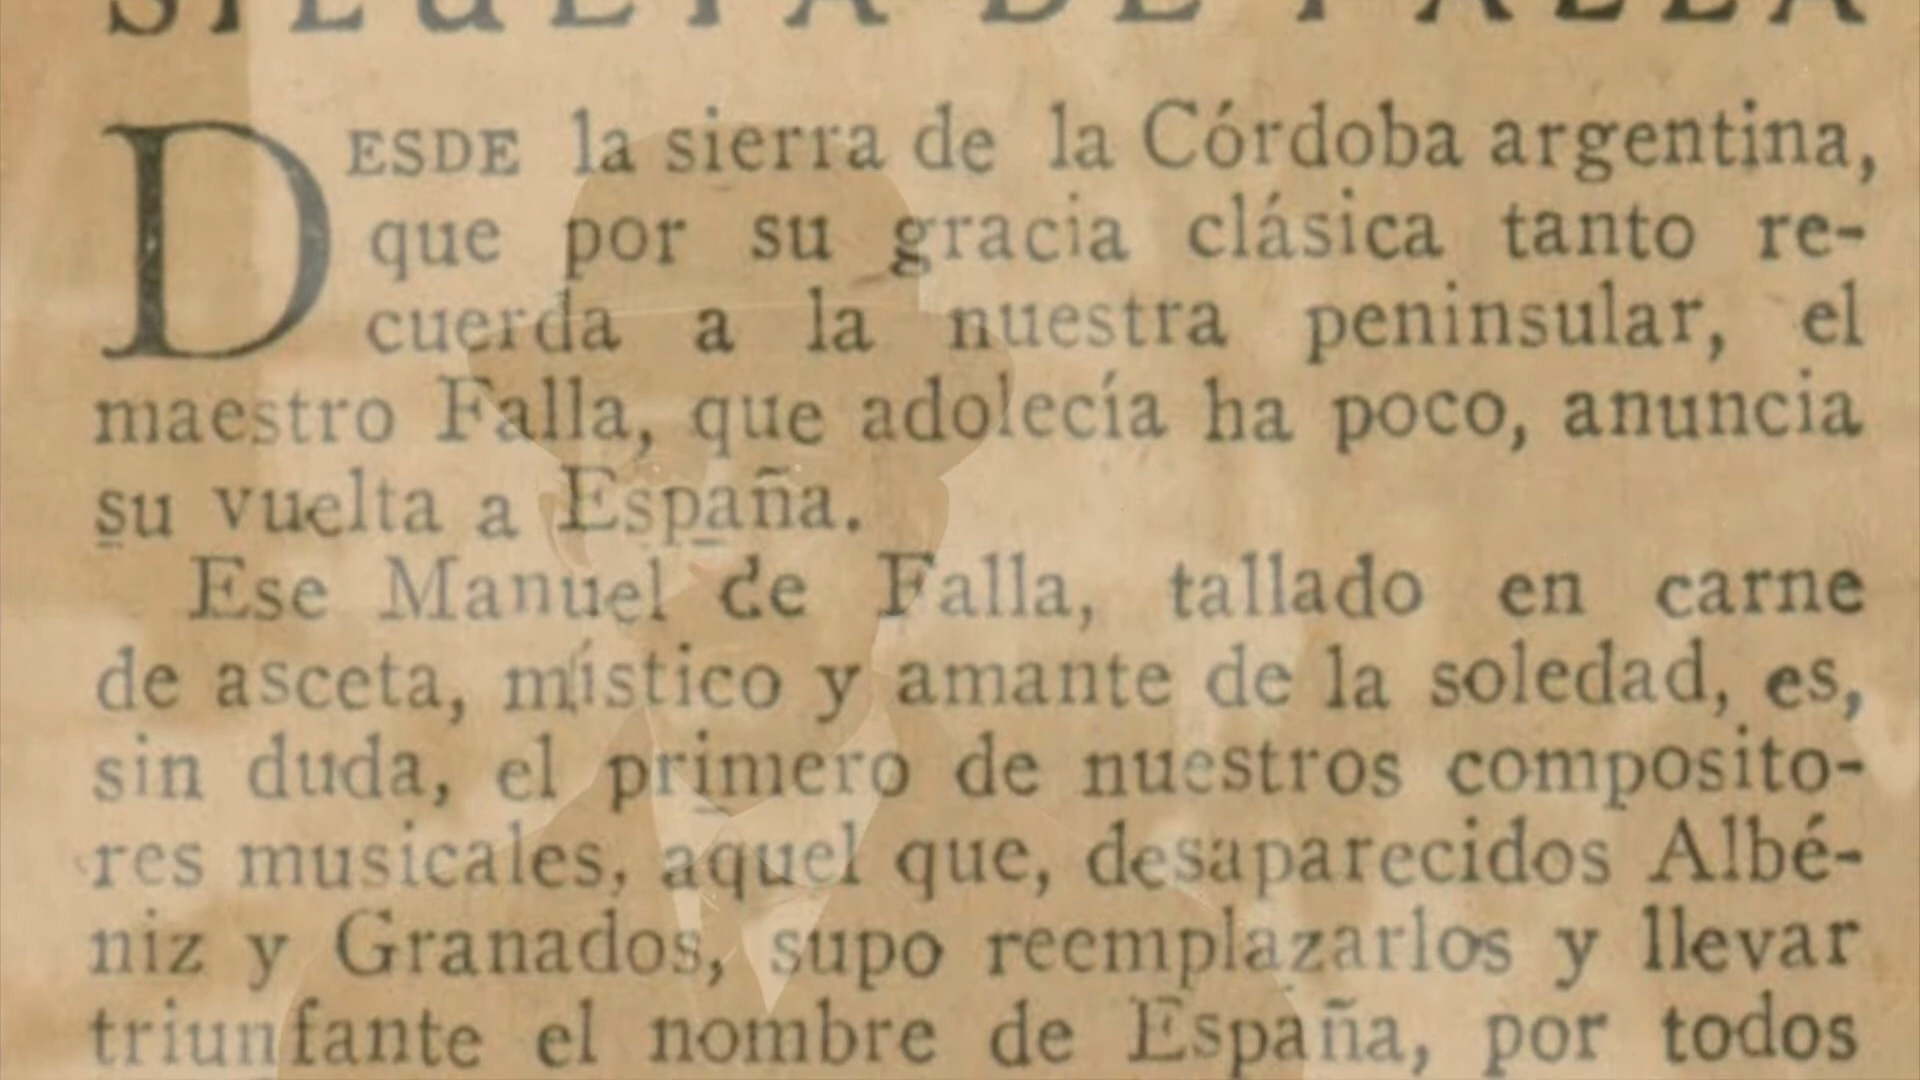 SILUETA DE FALLA
DESDE la sierra de la Córdoba argentina,
que por su gracia clásica tanto re-
cuerda a la nuestra peninsular, el
maestro Falla, que adolecía ha poco, anuncia
su vuelta a España.
Ese Manuel de Falla, tallado en carne
de asceta, místico y amante de la soledad, es,
sin duda, el primero de nuestros composito-
res musicales, aquel que, desaparecidos Albé-
niz y Granados, supo reemplazarlos y llevar
triunfante el nombre de España, por todos